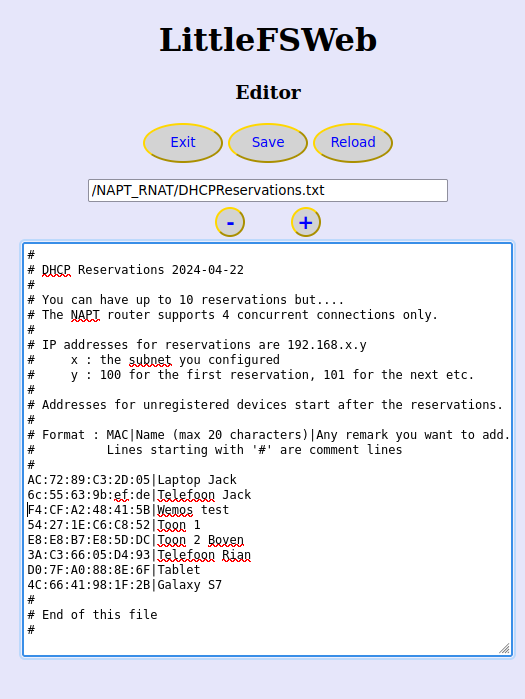 LittleFSWeb
Editor
Exit Save Reload
/NAPT_RNAT/DHCPReservations.txt
- +
#
# DHCP Reservations 2024-04-22
#
# You can have up to 10 reservations but....
# The NAPT router supports 4 concurrent connections only.
#
# IP addresses for reservations are 192.168.x.y
#     x : the subnet you configured
#     y : 100 for the first reservation, 101 for the next etc.
#
# Addresses for unregistered devices start after the reservations.
#
# Format : MAC|Name (max 20 characters)|Any remark you want to add.
#          Lines starting with '#' are comment lines
#
AC:72:89:C3:2D:05|Laptop Jack
6c:55:63:9b:ef:de|Telefoon Jack
F4:CF:A2:48:41:5B|Wemos test
54:27:1E:C6:C8:52|Toon 1
E8:E8:B7:E8:5D:DC|Toon 2 Boven
3A:C3:66:05:D4:93|Telefoon Rian
D0:7F:A0:88:8E:6F|Tablet
4C:66:41:98:1F:2B|Galaxy S7
#
# End of this file
#